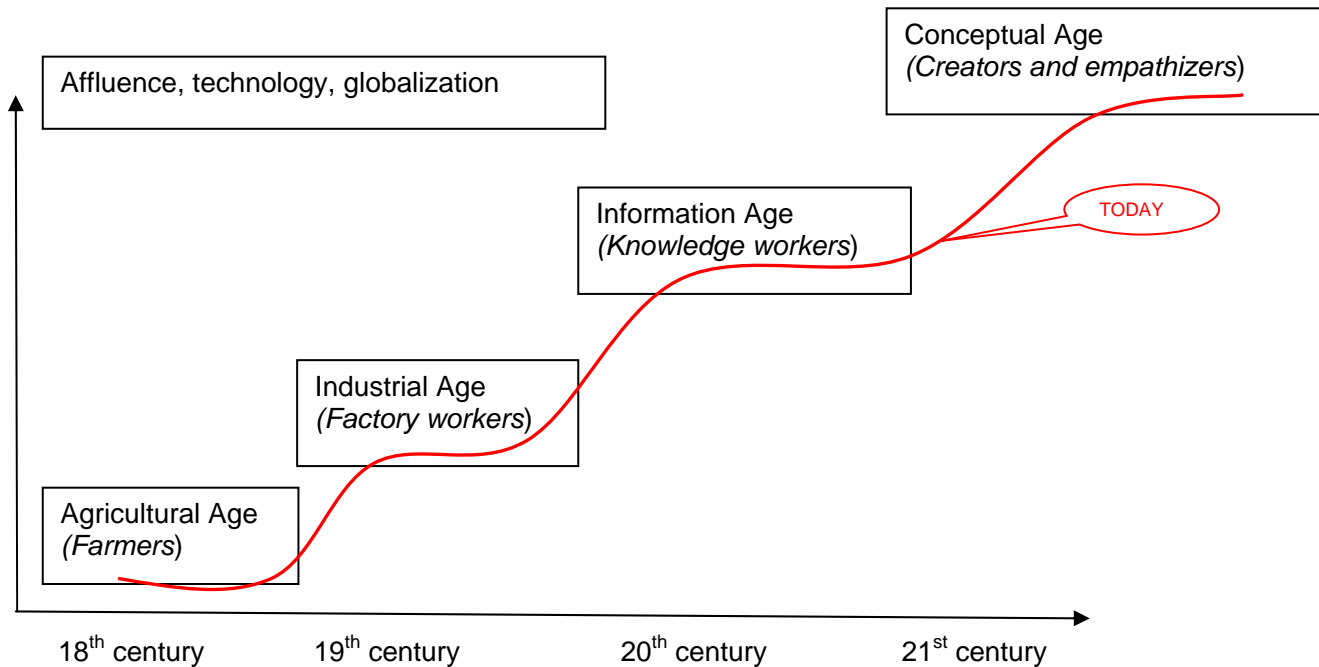 Conceptual Age
(Creators and empathizers)
Affluence, technology, globalization
Information Age
(Knowledge workers)
TODAY
Industrial Age
(Factory workers)
Agricultural Age
(Farmers)
18th century
19th century
20th century
21st century